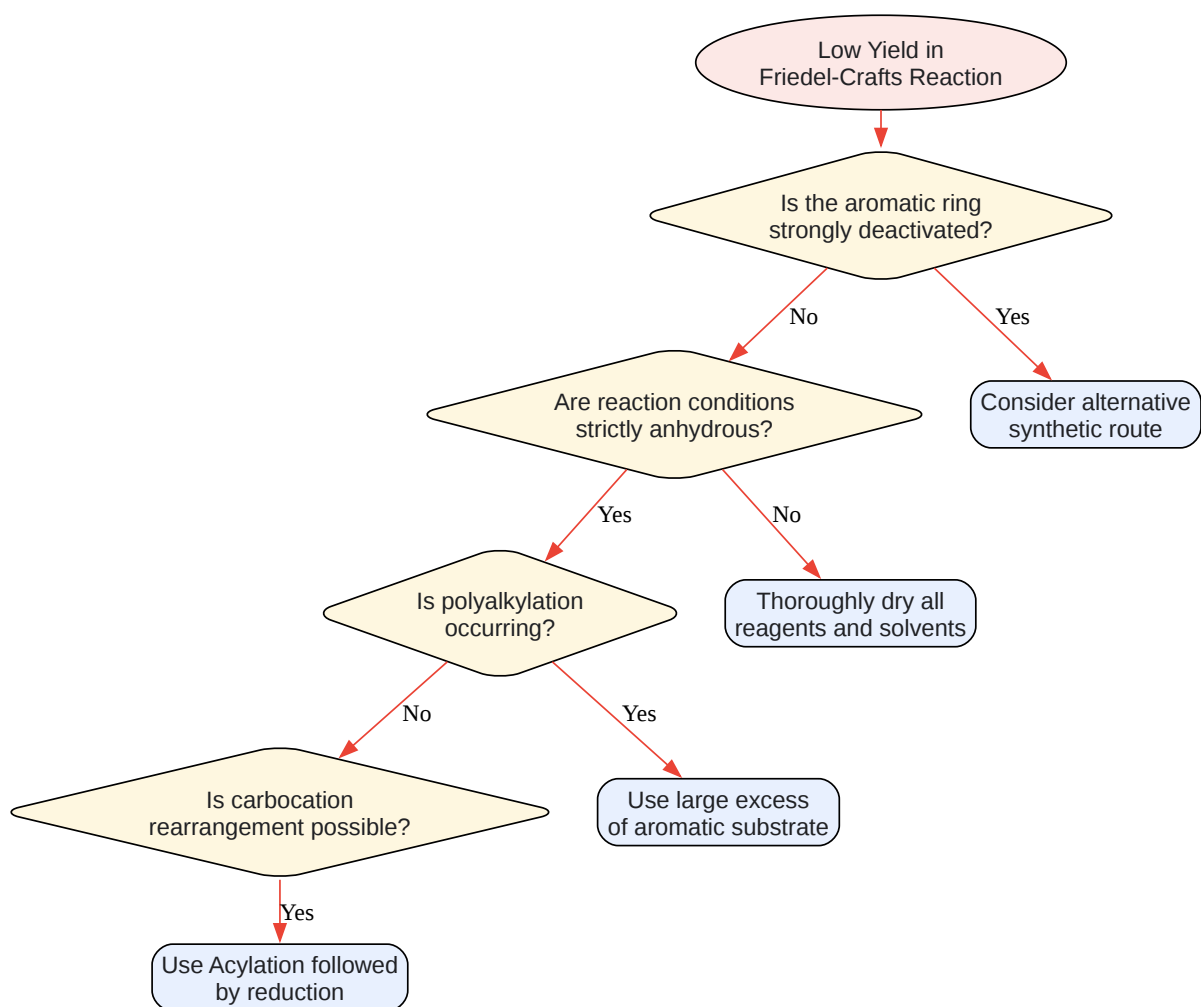 Low Yield in
Friedel-Crafts Reaction
Is the aromatic ring
strongly deactivated?
No
Yes
Are reaction conditions
strictly anhydrous?
Consider alternative
synthetic route
Yes
No
Is polyalkylation
occurring?
Thoroughly dry all
reagents and solvents
No
Yes
Is carbocation
rearrangement possible?
Use large excess
of aromatic substrate
Yes
Use Acylation followed
by reduction